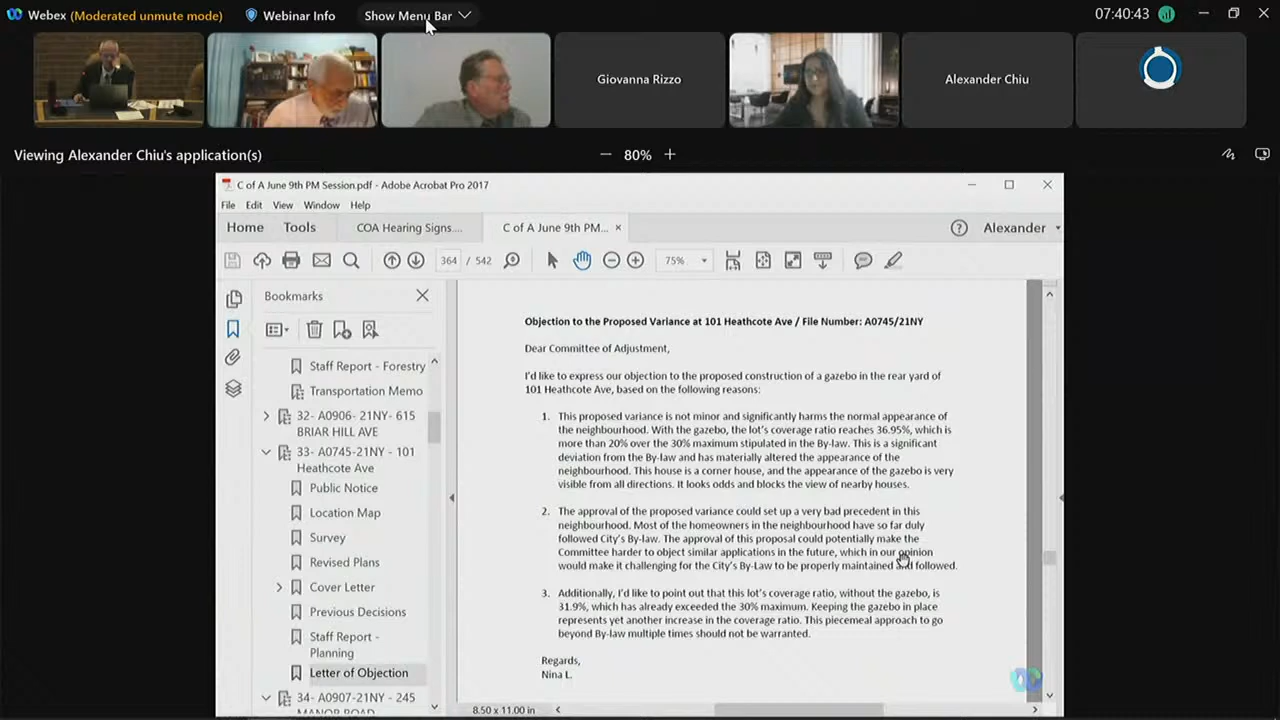 Webex (Moderated unmute mode) Webinar Info Show Menu Bar 07:40:43
Giovanna Rizzo Alexander Chiu
Viewing Alexander Chiu's application(s) 80%
C of A June 9th PM Session.pdf - Adobe Acrobat Pro 2017
File Edit View Window Help
Home Tools COA Hearing Signs.... C of A June 9th PM... × Alexander
364 / 542 75%
Bookmarks
Staff Report - Forestry
Transportation Memo
32- A0906- 21NY- 615
BRIAR HILL AVE
33- A0745-21NY - 101
Heathcote Ave
Public Notice
Location Map
Survey
Revised Plans
Cover Letter
Previous Decisions
Staff Report -
Planning
Letter of Objection
34- A0907-21NY - 245
MANOR ROAD
Objection to the Proposed Variance at 101 Heathcote Ave / File Number: A0745/21NY
Dear Committee of Adjustment,
I'd like to express our objection to the proposed construction of a gazebo in the rear yard of
101 Heathcote Ave, based on the following reasons:
1. This proposed variance is not minor and significantly harms the normal appearance of
the neighbourhood. With the gazebo, the lot's coverage ratio reaches 36.95%, which is
more than 20% over the 30% maximum stipulated in the By-law. This is a significant
deviation from the By-law and has materially altered the appearance of the
neighbourhood. This house is a corner house, and the appearance of the gazebo is very
visible from all directions. It looks odds and blocks the view of nearby houses.
2. The approval of the proposed variance could set up a very bad precedent in this
neighbourhood. Most of the homeowners in the neighbourhood have so far duly
followed City's By-law. The approval of this proposal could potentially make the
Committee harder to object similar applications in the future, which in our opinion
would make it challenging for the City's By-Law to be properly maintained and followed.
3. Additionally, I'd like to point out that this lot's coverage ratio, without the gazebo, is
31.9%, which has already exceeded the 30% maximum. Keeping the gazebo in place
represents yet another increase in the coverage ratio. This piecemeal approach to go
beyond By-law multiple times should not be warranted.
Regards,
Nina L.
8.50 x 11.00 in